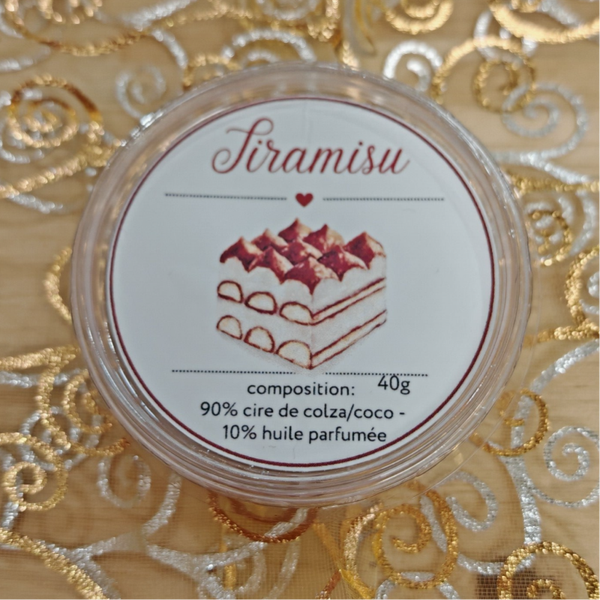 Tiramisu
composition: 40g
90% cire de colza/coco -
10% huile parfumée